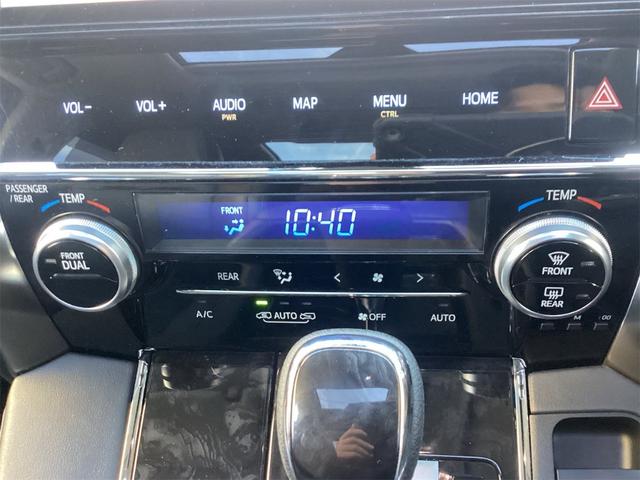 VOL− VOL+ AUDIO MAP MENU HOME
PWR CTRL
PASSENGER
/REAR
TEMP
TEMP
FRONT
10:40
FRONT
DUAL
FRONT
REAR
REAR
A/C
AUTO
OFF
AUTO
M :00